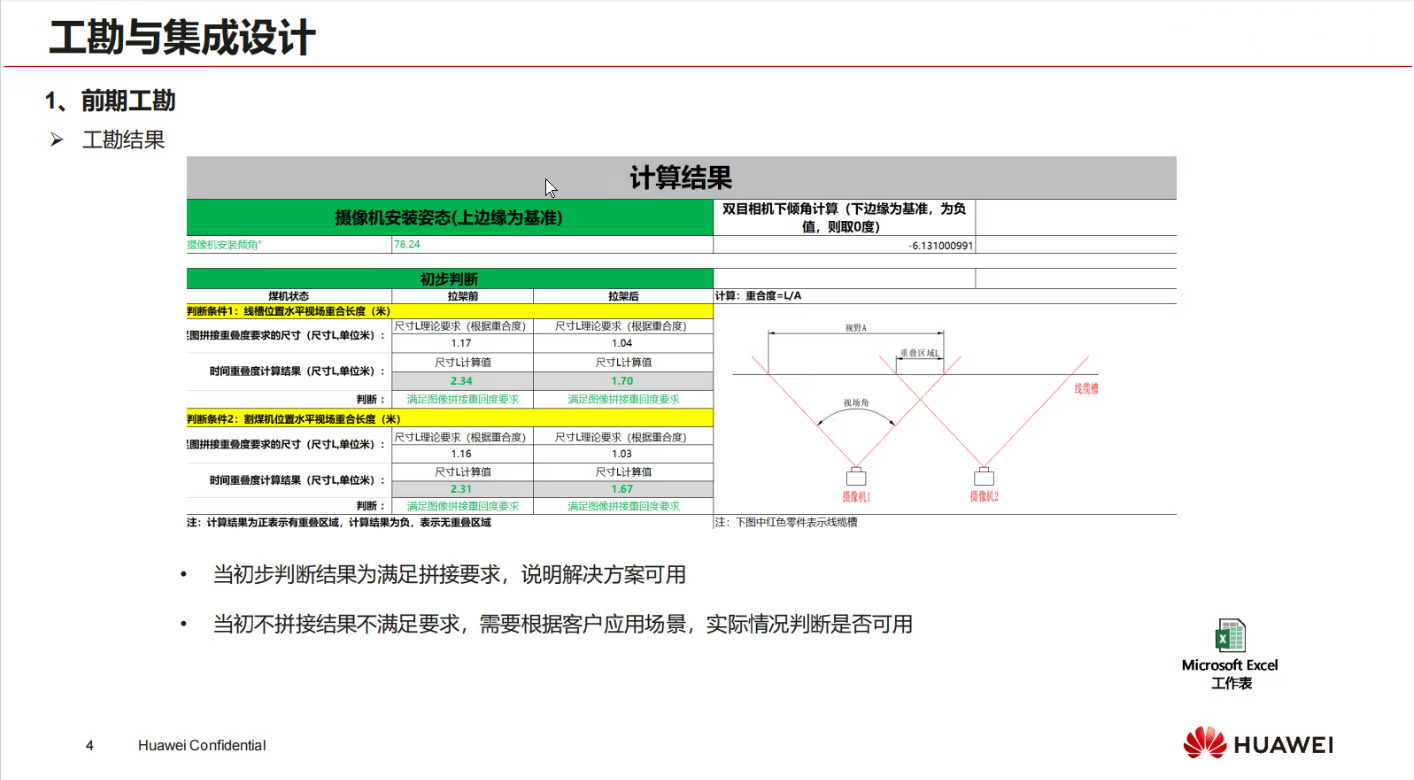 工勘与集成设计
1、前期工勘
➢ 工勘结果
计算结果
摄像机安装姿态(上边缘为基准)
双目相机下倾角计算（下边缘为基准，为负
值，则取0度）
摄像机安装倾角° 78.24 -6.131000991
初步判断
煤机状态 拉架前 拉架后 计算：重合度=L/A
判断条件1：线槽位置水平视场重合长度（米）
图拼接重叠度要求的尺寸（尺寸L,单位米）： 尺寸L理论要求（根据重合度） 尺寸L理论要求（根据重合度）
1.17 1.04
时间重叠度计算结果（尺寸L,单位米）： 尺寸L计算值 尺寸L计算值
2.34 1.70
判断： 满足图像拼接重回度要求 满足图像拼接重回度要求
判断条件2：割煤机位置水平视场重合长度（米）
图拼接重叠度要求的尺寸（尺寸L,单位米）： 尺寸L理论要求（根据重合度） 尺寸L理论要求（根据重合度）
1.16 1.03
时间重叠度计算结果（尺寸L,单位米）： 尺寸L计算值 尺寸L计算值
2.31 1.67
判断： 满足图像拼接重回度要求 满足图像拼接重回度要求
注：计算结果为正表示有重叠区域，计算结果为负，表示无重叠区域
视野A
重叠区域L
线缆槽
视场角
摄像机1
摄像机2
注：下图中红色零件表示线缆槽
• 当初步判断结果为满足拼接要求，说明解决方案可用
• 当初不拼接结果不满足要求，需要根据客户应用场景，实际情况判断是否可用
Microsoft Excel
工作表
4 Huawei Confidential
HUAWEI